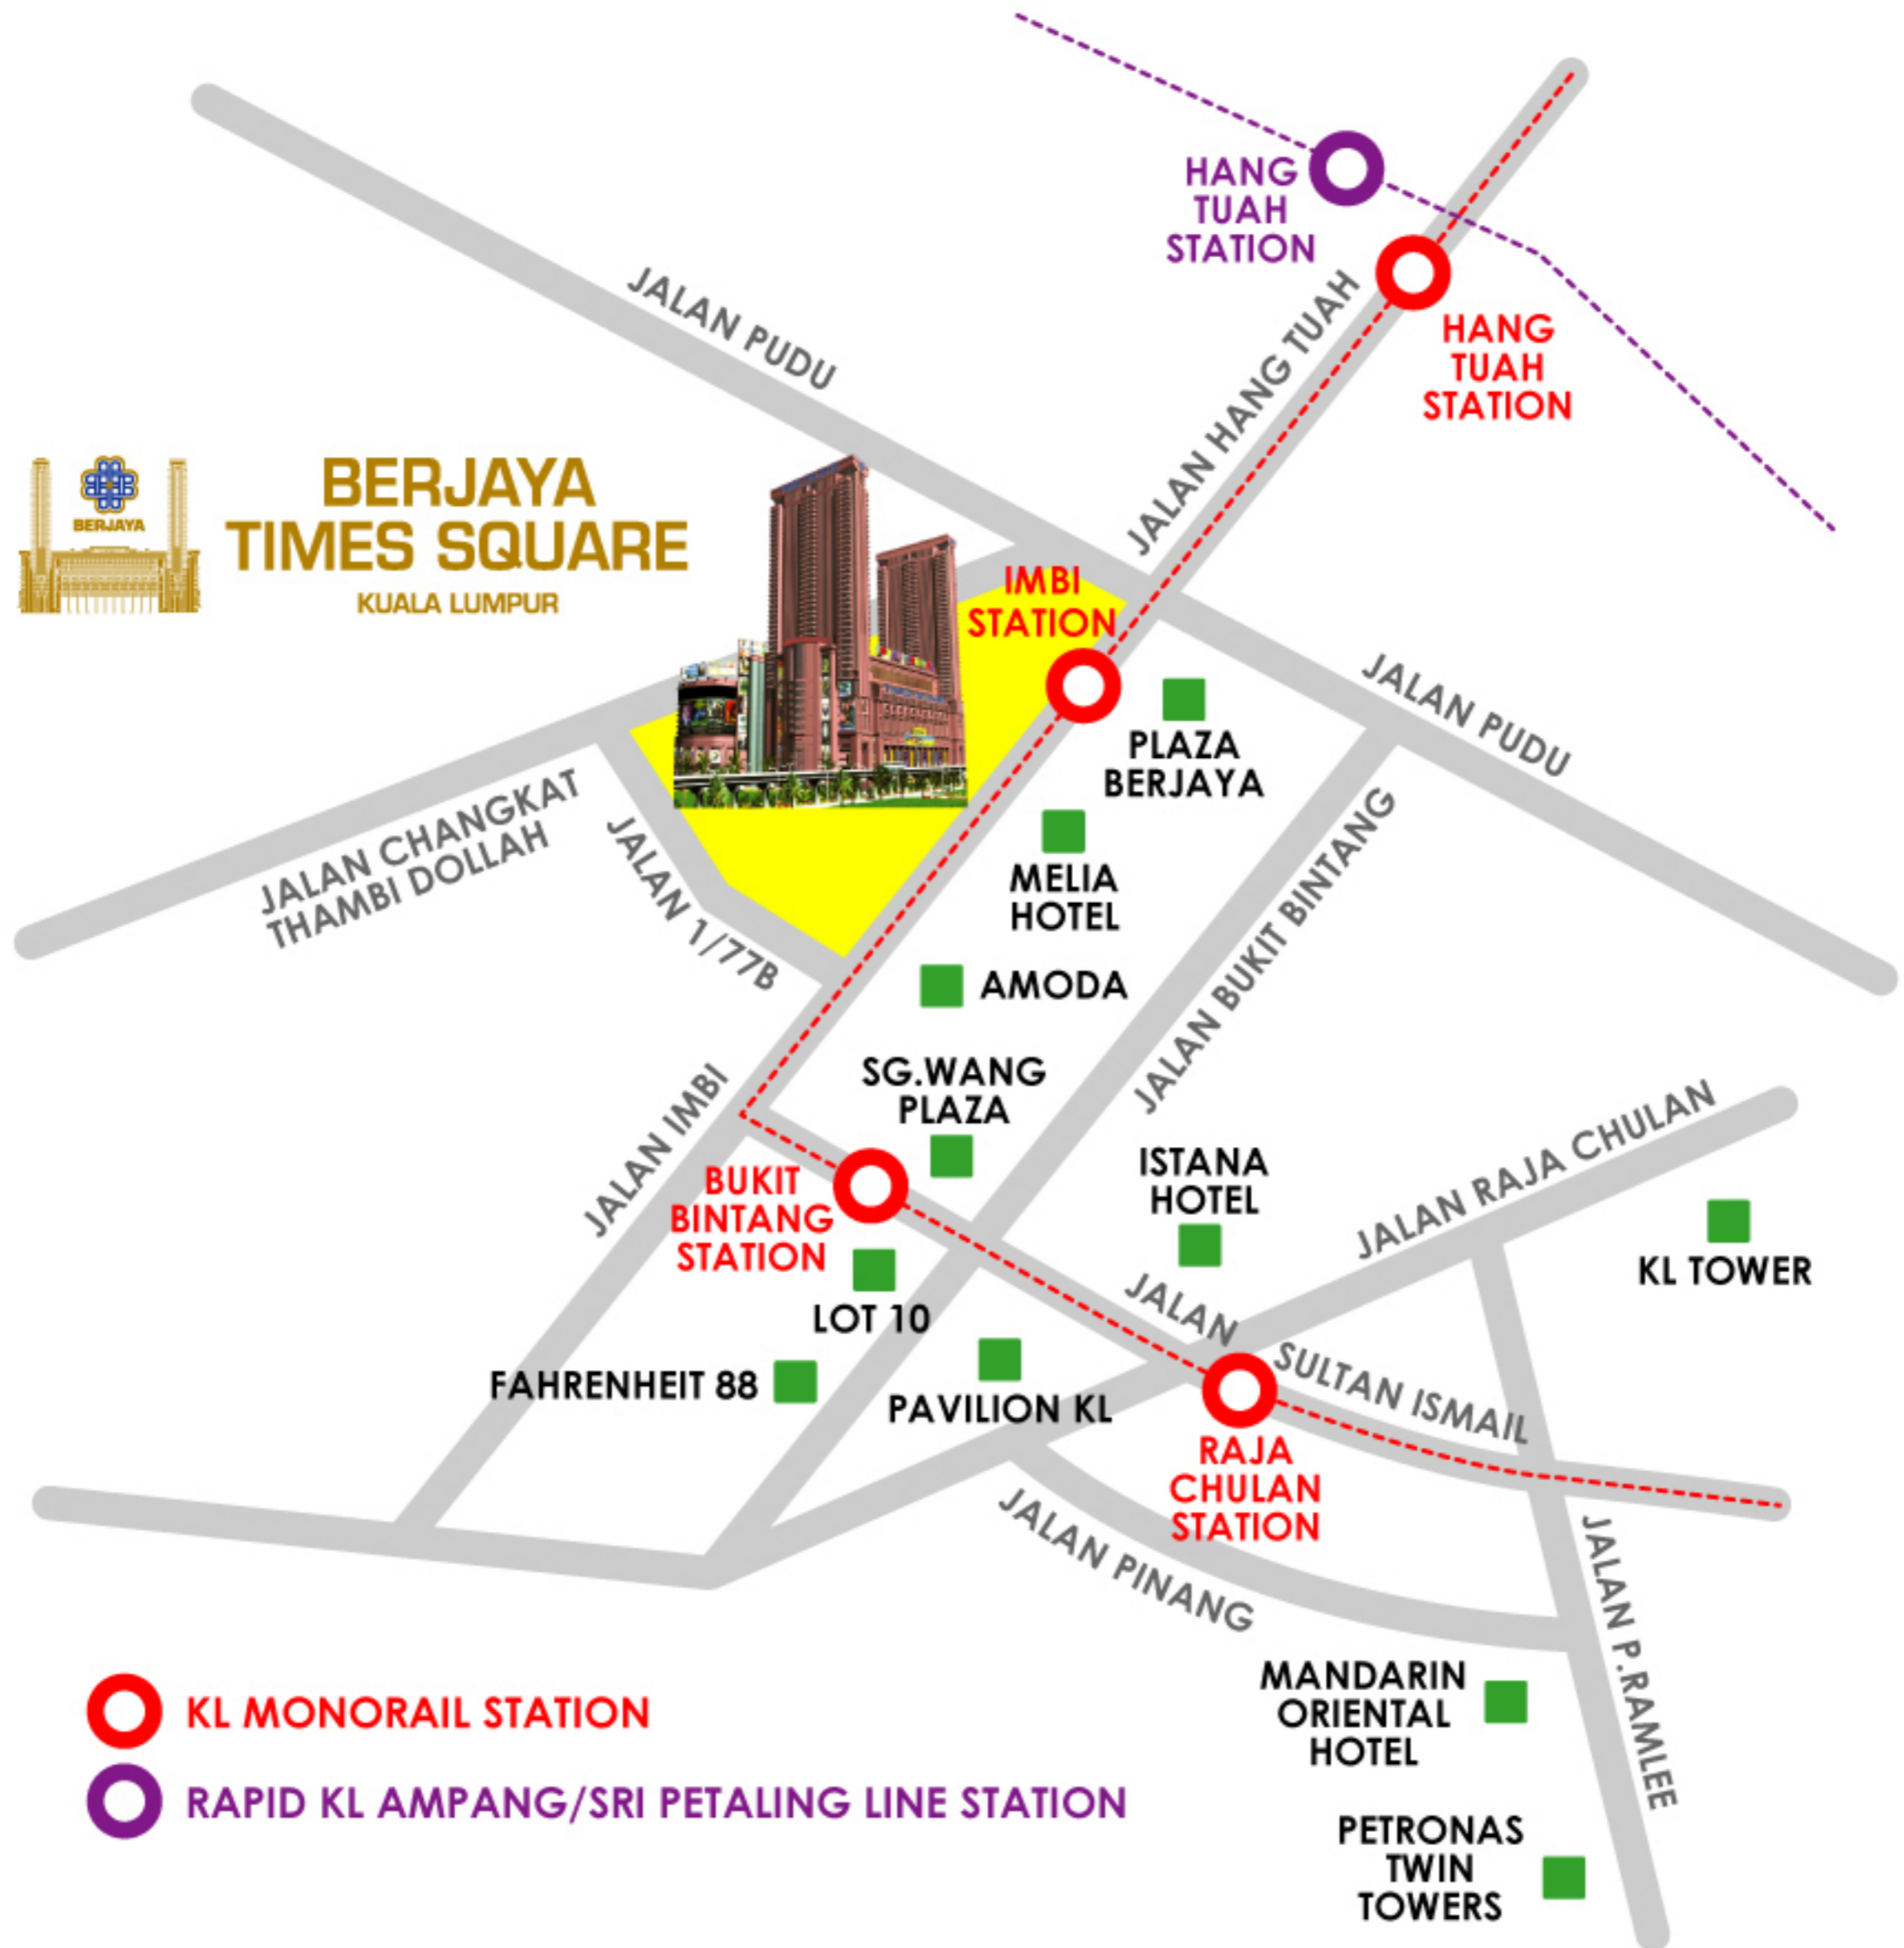 HANG
TUAH
STATION
HANG
TUAH
STATION
JALAN PUDU
JALAN HANG TUAH
BERJAYA
BERJAYA
TIMES SQUARE
KUALA LUMPUR
IMBI
STATION
JALAN PUDU
PLAZA
BERJAYA
JALAN CHANGKAT
THAMBI DOLLAH
JALAN 1/77B
MELIA
HOTEL
JALAN BUKIT BINTANG
AMODA
SG.WANG
PLAZA
JALAN IMBI
BUKIT
BINTANG
STATION
ISTANA
HOTEL
JALAN RAJA CHULAN
KL TOWER
LOT 10
JALAN
SULTAN ISMAIL
FAHRENHEIT 88
PAVILION KL
RAJA
CHULAN
STATION
JALAN PINANG
JALAN P.RAMLEE
MANDARIN
ORIENTAL
HOTEL
KL MONORAIL STATION
RAPID KL AMPANG/SRI PETALING LINE STATION
PETRONAS
TWIN
TOWERS